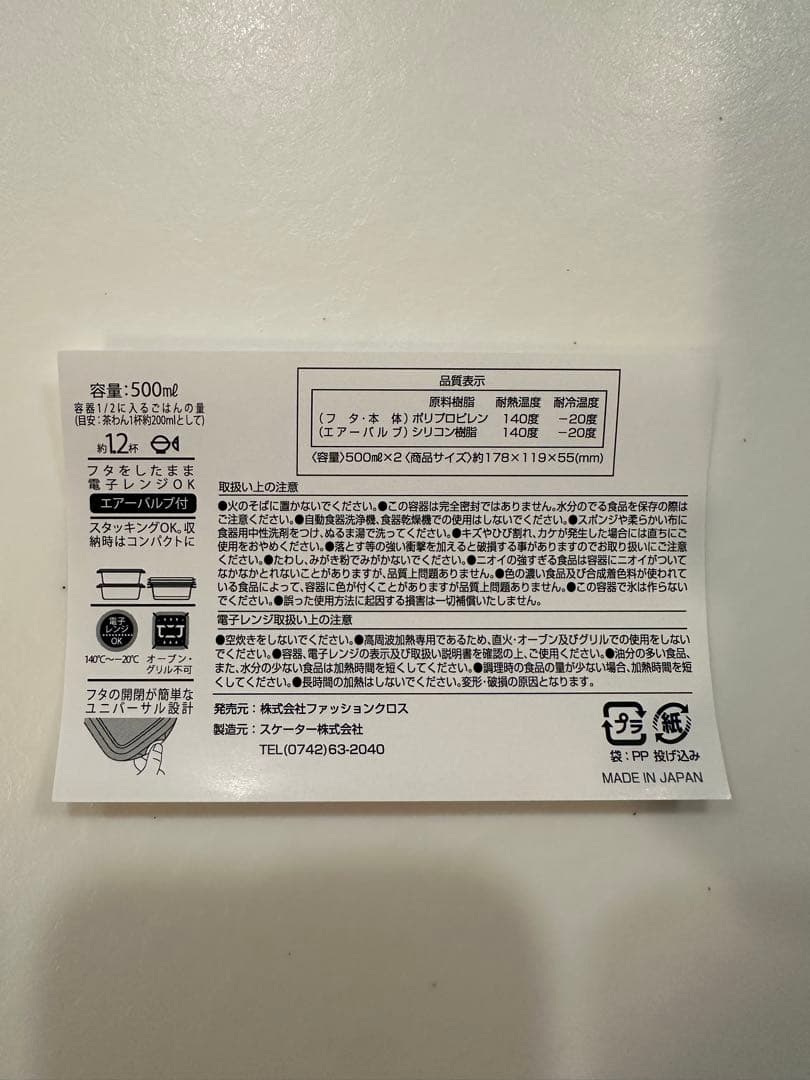 容量：500㎖
容器1/2に入るごはんの量
(目安：茶わん1杯約200mlとして)
約1.2杯
フタをしたまま
電子レンジOK
エアーバルブ付
スタッキングOK。収
納時はコンパクトに
電子
レンジ
OK
140℃〜−20℃
オーブン・
グリル不可
フタの開閉が簡単な
ユニバーサル設計
品質表示
原料樹脂 耐熱温度 耐冷温度
(フタ・本体)ポリプロピレン 140度 −20度
(エアーバルブ)シリコン樹脂 140度 −20度
〈容量〉500㎖×2〈商品サイズ〉約178×119×55(mm)
取扱い上の注意
●火のそばに置かないでください。●この容器は完全密封ではありません。水分のでる食品を保存の際は
ご注意ください。●自動食器洗浄機、食器乾燥機での使用はしないでください。●スポンジや柔らかい布に
食器用中性洗剤をつけ、ぬるま湯で洗ってください。●キズやひび割れ、カケが発生した場合には直ちにご
使用をおやめください。●落とす等の強い衝撃を加えると破損する事がありますのでお取り扱いにご注意
ください。●たわし、みがき粉でみがかないでください。●ニオイの強すぎる食品は容器にニオイがついて
なかなかとれないことがありますが、品質上問題ありません。●色の濃い食品及び合成着色料が使われて
いる食品によって、容器に色が付くことがありますが品質上問題ありません。●この容器で氷は作らない
でください。●誤った使用方法に起因する損害は一切補償いたしません。
電子レンジ取扱い上の注意
●空炊きをしないでください。●高周波加熱専用であるため、直火・オーブン及びグリルでの使用をしない
でください。●容器、電子レンジの表示及び取扱い説明書を確認の上、ご使用ください。●油分の多い食品、
また、水分の少ない食品は加熱時間を短くしてください。●調理時の食品の量が少ない場合、加熱時間を短
くしてください。●長時間の加熱はしないでください。変形・破損の原因となります。
発売元：株式会社ファッションクロス
製造元：スケーター株式会社
TEL(0742)63-2040
プラ
紙
袋：PP 投げ込み
MADE IN JAPAN